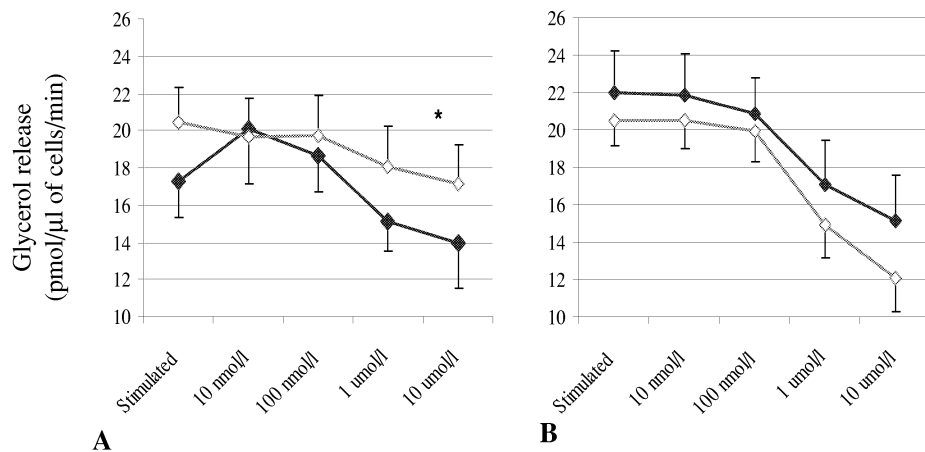 Glycerol release
(pmol/µl of cells/min)
26
24
22
20
18
16
14
12
10
*
Stimulated
10 nmol/l
100 nmol/l
1 umol/l
10 umol/l
A
26
24
22
20
18
16
14
12
10
Stimulated
10 nmol/l
100 nmol/l
1 umol/l
10 umol/l
B